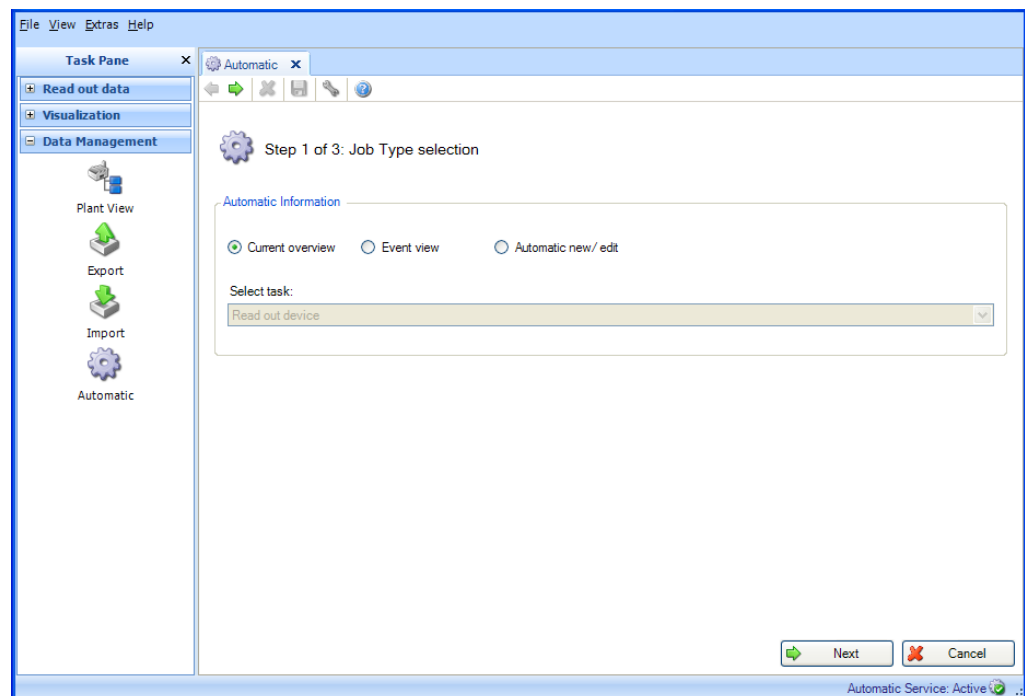 File View Extras Help
Task Pane
Automatic
Read out data
Visualization
Data Management
Plant View
Export
Import
Automatic
Step 1 of 3: Job Type selection
Automatic Information
Current overview Event view Automatic new/ edit
Select task:
Read out device
Next Cancel
Automatic Service: Active